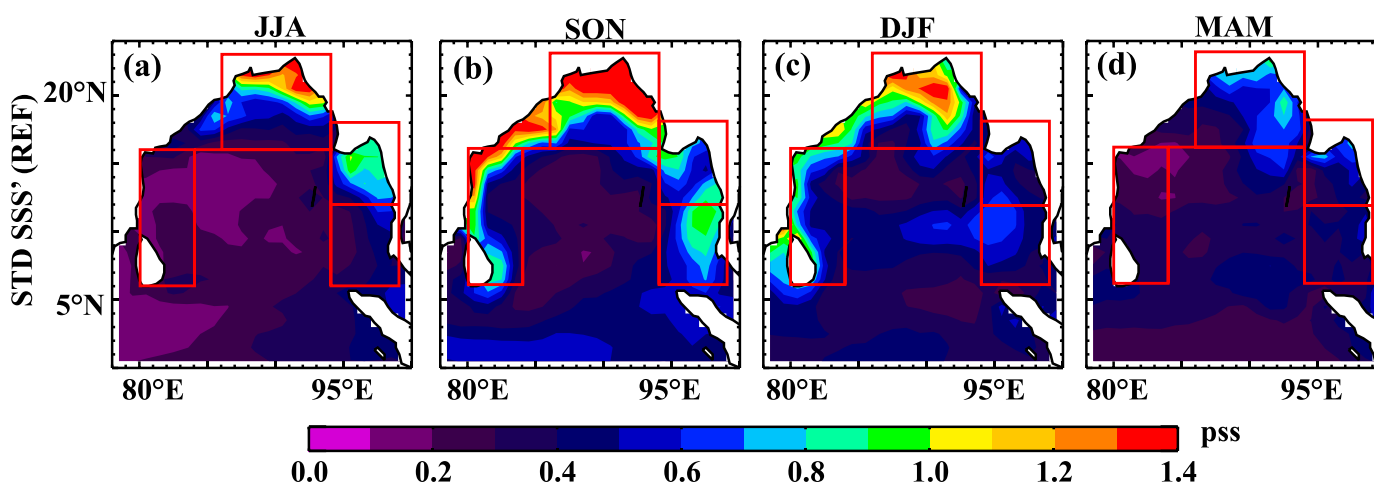 JJA SON DJF MAM
(a) (b) (c) (d)
STD SSS' (REF)
20°N
5°N
80°E 95°E 80°E 95°E 80°E 95°E 80°E 95°E
pss
0.0 0.2 0.4 0.6 0.8 1.0 1.2 1.4